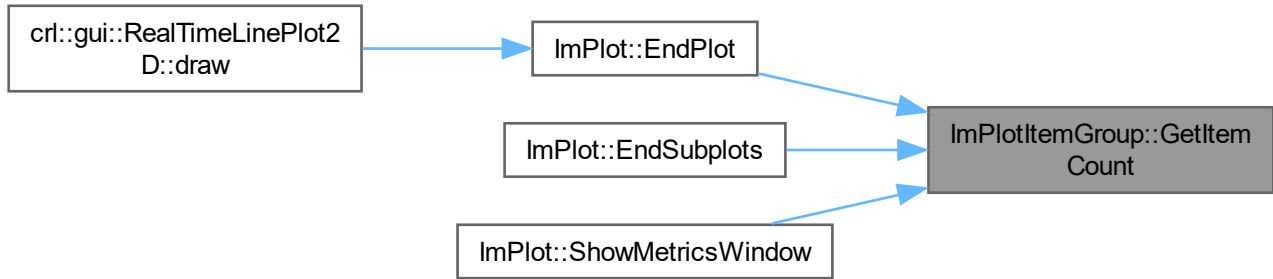 crl::gui::RealTimeLinePlot2
D::draw
ImPlot::EndPlot
ImPlot::EndSubplots
ImPlot::ShowMetricsWindow
ImPlotItemGroup::GetItem
Count